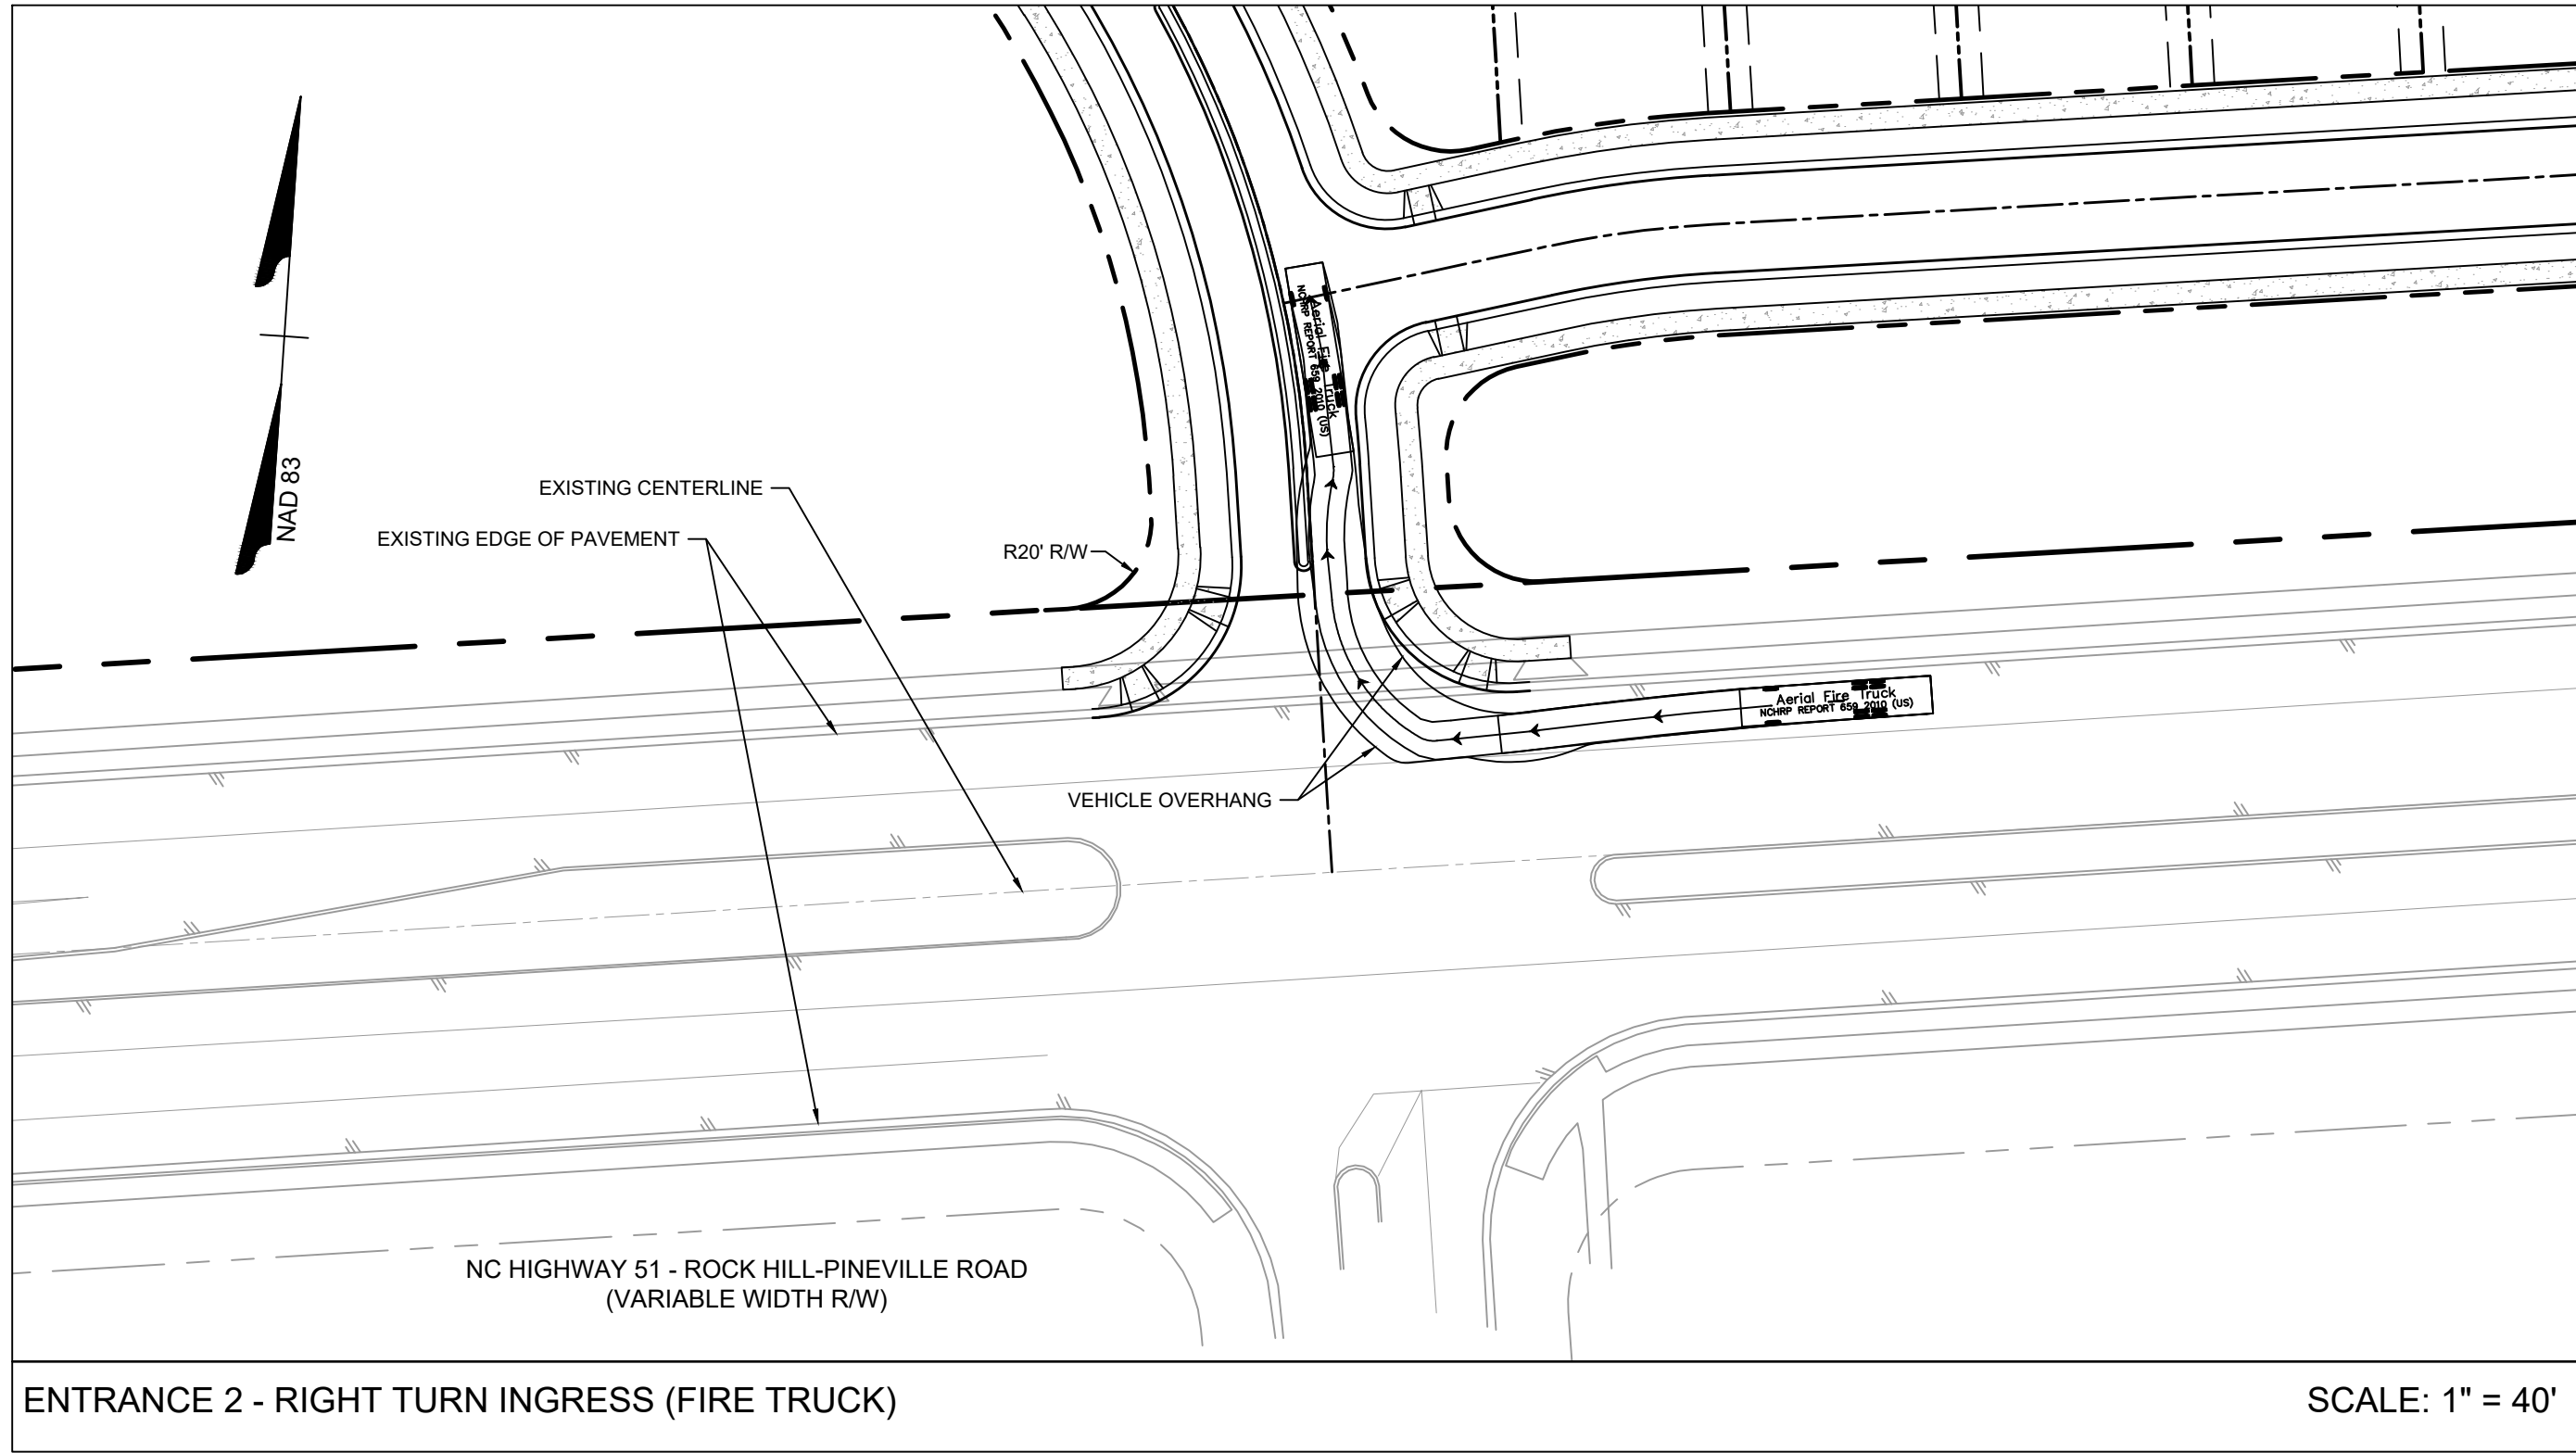 Aerial Fire Truck
NCHRP REPORT 659 2010 (US)
NAD 83
EXISTING CENTERLINE
EXISTING EDGE OF PAVEMENT
R20' R/W
Aerial Fire Truck
NCHRP REPORT 659 2010 (US)
VEHICLE OVERHANG
NC HIGHWAY 51 - ROCK HILL-PINEVILLE ROAD
(VARIABLE WIDTH R/W)
ENTRANCE 2 - RIGHT TURN INGRESS (FIRE TRUCK)
SCALE: 1" = 40'